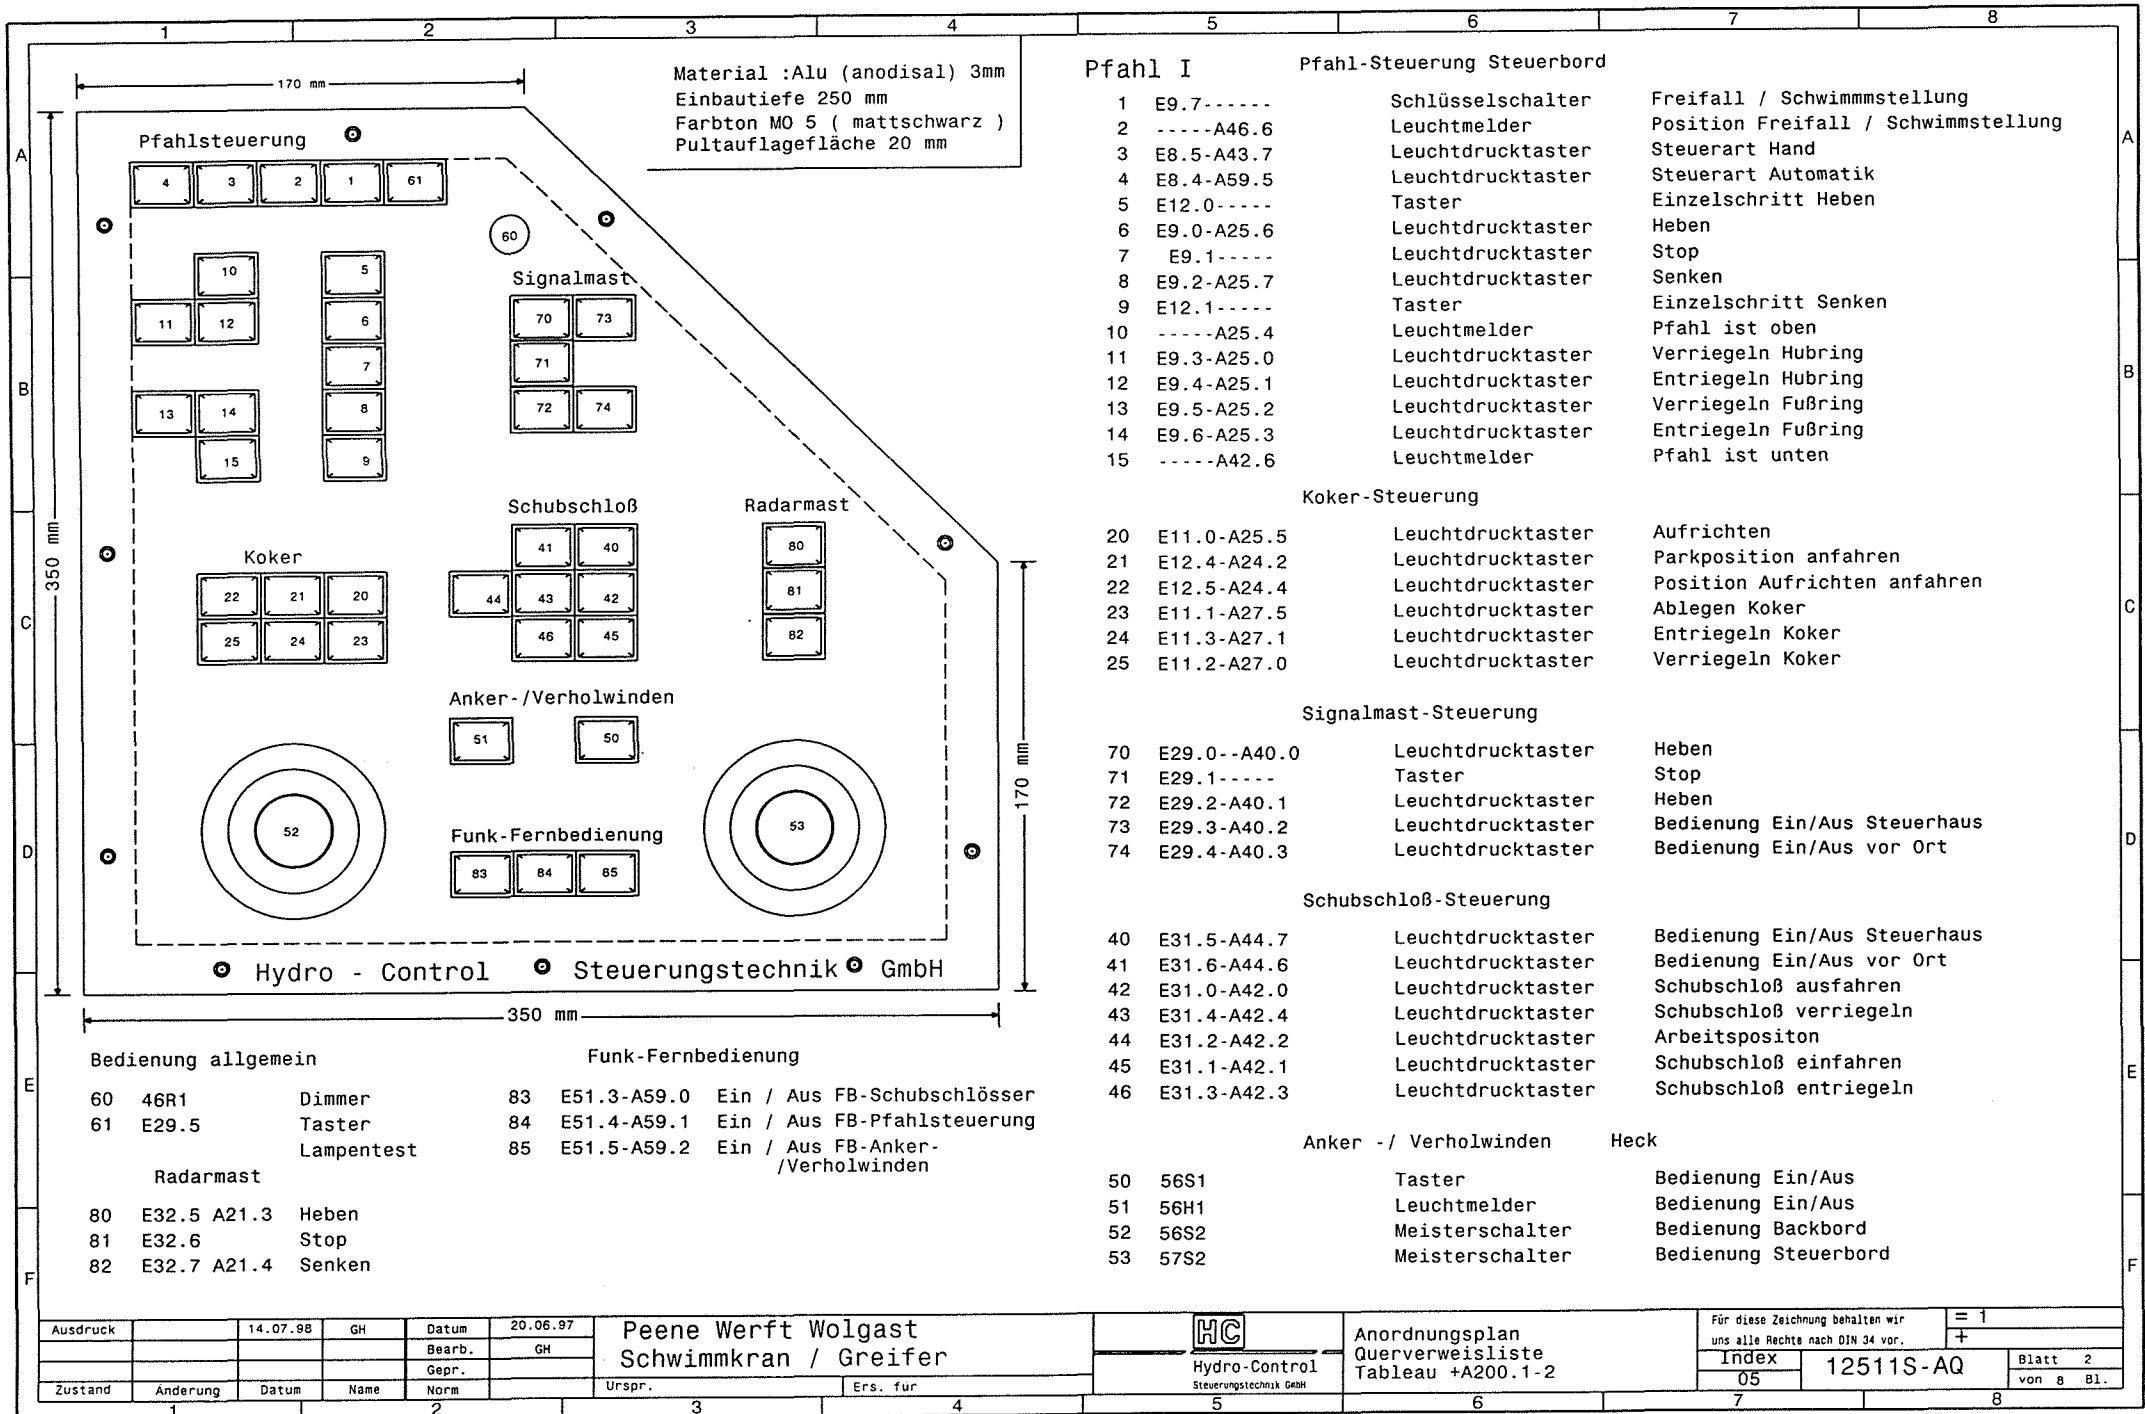 1 2 3 4 5 6 7 8
A
B
C
D
E
F
170 mm
Material :Alu (anodisal) 3mm
Einbautiefe 250 mm
Farbton MO 5 ( mattschwarz )
Pultauflagefläche 20 mm
Pfahlsteuerung
4 3 2 1 61
60
10 5
11 12 6
7
13 14 8
15 9
Signalmast
70 73
71
72 74
Schubschloß
41 40
44 43 42
46 45
Radarmast
80
81
82
Koker
22 21 20
25 24 23
350 mm
170 mm
Anker-/Verholwinden
51 50
52 53
Funk-Fernbedienung
83 84 85
Hydro - Control Steuerungstechnik GmbH
350 mm
Pfahl I Pfahl-Steuerung Steuerbord
1 E9.7------ Schlüsselschalter Freifall / Schwimmmstellung
2 -----A46.6 Leuchtmelder Position Freifall / Schwimmstellung
3 E8.5-A43.7 Leuchtdrucktaster Steuerart Hand
4 E8.4-A59.5 Leuchtdrucktaster Steuerart Automatik
5 E12.0----- Taster Einzelschritt Heben
6 E9.0-A25.6 Leuchtdrucktaster Heben
7 E9.1----- Leuchtdrucktaster Stop
8 E9.2-A25.7 Leuchtdrucktaster Senken
9 E12.1----- Taster Einzelschritt Senken
10 -----A25.4 Leuchtmelder Pfahl ist oben
11 E9.3-A25.0 Leuchtdrucktaster Verriegeln Hubring
12 E9.4-A25.1 Leuchtdrucktaster Entriegeln Hubring
13 E9.5-A25.2 Leuchtdrucktaster Verriegeln Fußring
14 E9.6-A25.3 Leuchtdrucktaster Entriegeln Fußring
15 -----A42.6 Leuchtmelder Pfahl ist unten
Koker-Steuerung
20 E11.0-A25.5 Leuchtdrucktaster Aufrichten
21 E12.4-A24.2 Leuchtdrucktaster Parkposition anfahren
22 E12.5-A24.4 Leuchtdrucktaster Position Aufrichten anfahren
23 E11.1-A27.5 Leuchtdrucktaster Ablegen Koker
24 E11.3-A27.1 Leuchtdrucktaster Entriegeln Koker
25 E11.2-A27.0 Leuchtdrucktaster Verriegeln Koker
Signalmast-Steuerung
70 E29.0--A40.0 Leuchtdrucktaster Heben
71 E29.1----- Taster Stop
72 E29.2-A40.1 Leuchtdrucktaster Heben
73 E29.3-A40.2 Leuchtdrucktaster Bedienung Ein/Aus Steuerhaus
74 E29.4-A40.3 Leuchtdrucktaster Bedienung Ein/Aus vor Ort
Schubschloß-Steuerung
40 E31.5-A44.7 Leuchtdrucktaster Bedienung Ein/Aus Steuerhaus
41 E31.6-A44.6 Leuchtdrucktaster Bedienung Ein/Aus vor Ort
42 E31.0-A42.0 Leuchtdrucktaster Schubschloß ausfahren
43 E31.4-A42.4 Leuchtdrucktaster Schubschloß verriegeln
44 E31.2-A42.2 Leuchtdrucktaster Arbeitspositon
45 E31.1-A42.1 Leuchtdrucktaster Schubschloß einfahren
46 E31.3-A42.3 Leuchtdrucktaster Schubschloß entriegeln
Anker -/ Verholwinden Heck
50 56S1 Taster Bedienung Ein/Aus
51 56H1 Leuchtmelder Bedienung Ein/Aus
52 56S2 Meisterschalter Bedienung Backbord
53 57S2 Meisterschalter Bedienung Steuerbord
Bedienung allgemein
60 46R1 Dimmer
61 E29.5 Taster
Lampentest
Radarmast
80 E32.5 A21.3 Heben
81 E32.6 Stop
82 E32.7 A21.4 Senken
Funk-Fernbedienung
83 E51.3-A59.0 Ein / Aus FB-Schubschlösser
84 E51.4-A59.1 Ein / Aus FB-Pfahlsteuerung
85 E51.5-A59.2 Ein / Aus FB-Anker-
/Verholwinden
A
B
C
D
E
F
Ausdruck 14.07.98 GH Datum 20.06.97
Bearb. GH
Gepr.
Zustand Änderung Datum Name Norm
Peene Werft Wolgast
Schwimmkran / Greifer
Urspr. Ers. für
HC
Hydro-Control
Steuerungstechnik GmbH
Anordnungsplan
Querverweisliste
Tableau +A200.1-2
Für diese Zeichnung behalten wir
uns alle Rechte nach DIN 34 vor.
= 1
+
Index
05
12511S-AQ
Blatt 2
von 8 Bl.
1 2 3 4 5 6 7 8